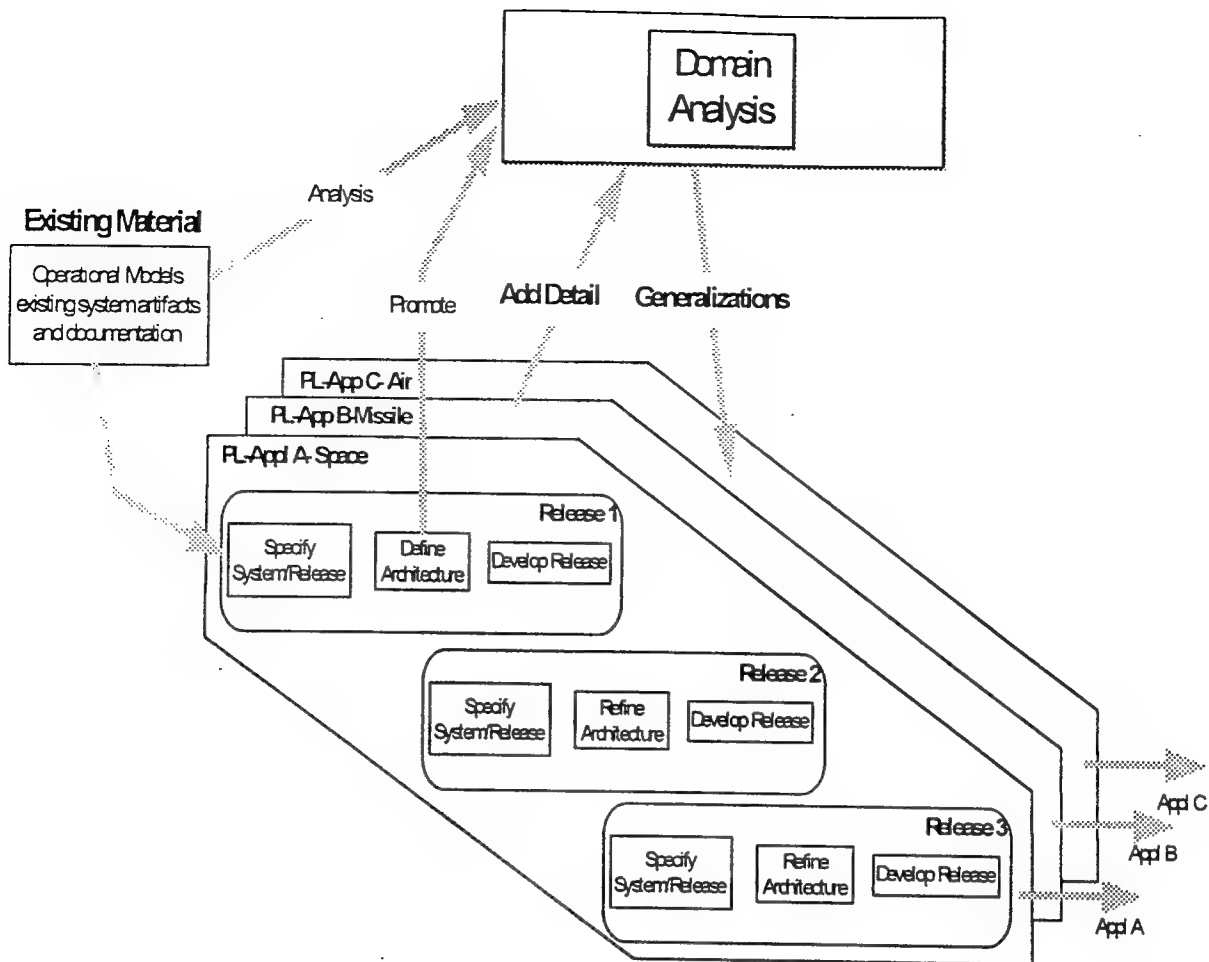 Domain
Analysis
Analysis
Existing Material
Operational Models
existing system artifacts
and documentation
Promote
Add Detail
Generalizations
PL-App C- Air
PL-App B-Missile
PL-Appl A- Space
Release 1
Specify
System/Release
Define
Architecture
Develop Release
Release 2
Specify
System/Release
Refine
Architecture
Develop Release
Release 3
Specify
System/Release
Refine
Architecture
Develop Release
Appl C
Appl B
Appl A